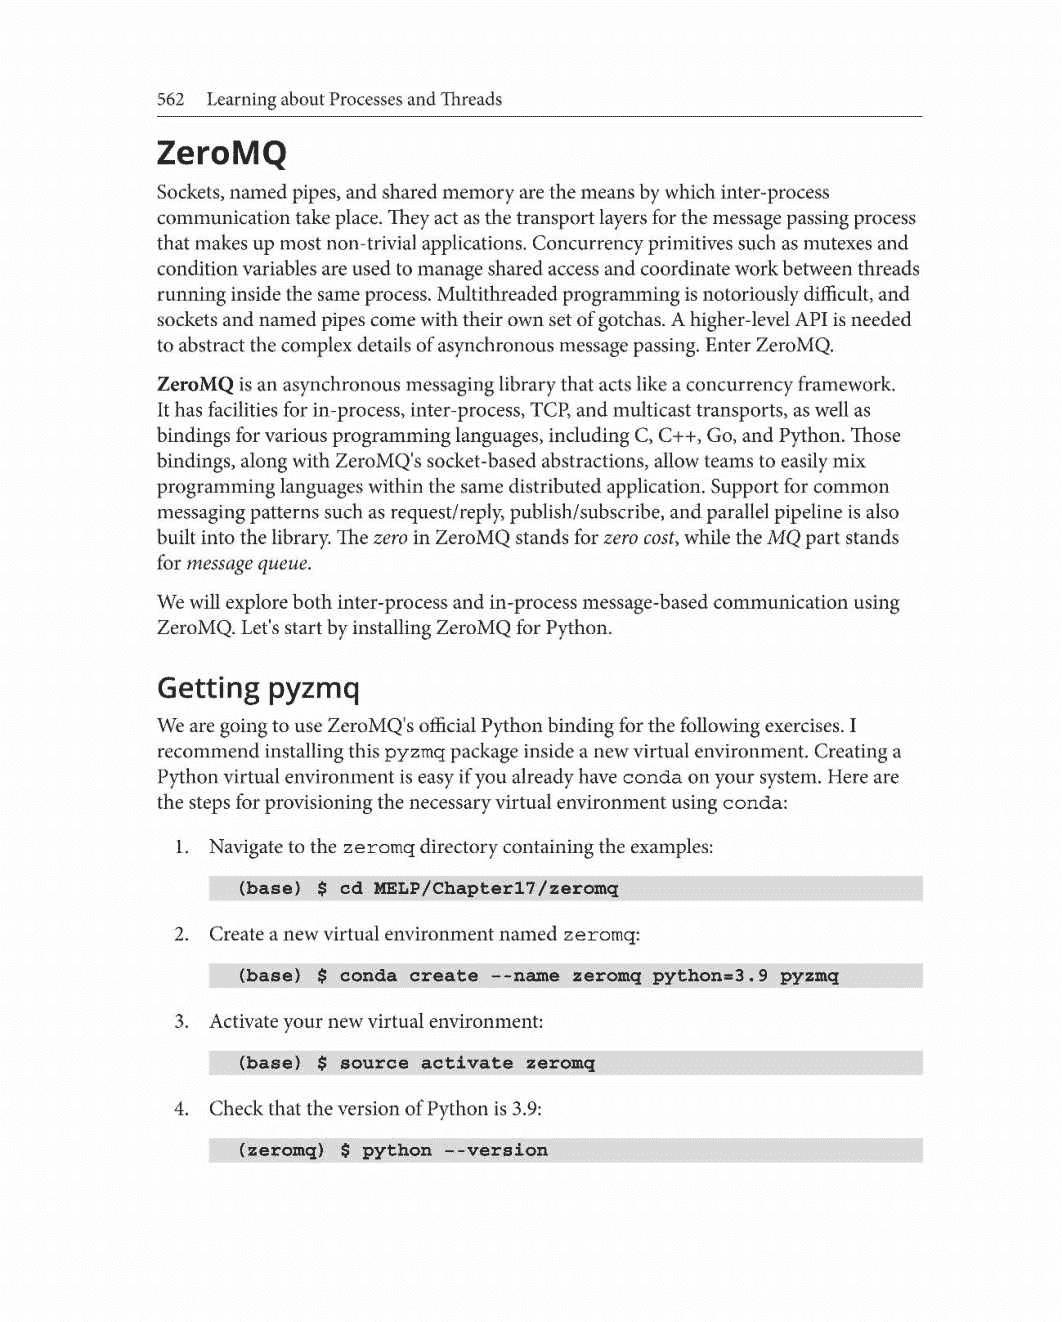 562 Learning about Processes and Threads
ZeroMQ
Sockets, named pipes, and shared memory are the means by which inter-process
communication take place. They act as the transport layers for the message passing process
that makes up most non-trivial applications. Concurrency primitives such as mutexes and
condition variables are used to manage shared access and coordinate work between threads
running inside the same process. Multithreaded programming is notoriously difficult, and
sockets and named pipes come with their own set of gotchas. A higher-level API is needed
to abstract the complex details of asynchronous message passing. Enter ZeroMQ.
ZeroMQ is an asynchronous messaging library that acts like a concurrency framework.
It has facilities for in-process, inter-process, TCP, and multicast transports, as well as
bindings for various programming languages, including C, C++, Go, and Python. Those
bindings, along with ZeroMQ's socket-based abstractions, allow teams to easily mix
programming languages within the same distributed application. Support for common
messaging patterns such as request/reply, publish/subscribe, and parallel pipeline is also
built into the library. The zero in ZeroMQ stands for zero cost, while the MQ part stands
for message queue.
We will explore both inter-process and in-process message-based communication using
ZeroMQ. Let's start by installing ZeroMQ for Python.
Getting pyzmq
We are going to use ZeroMQ's official Python binding for the following exercises. I
recommend installing this pyzmq package inside a new virtual environment. Creating a
Python virtual environment is easy if you already have conda on your system. Here are
the steps for provisioning the necessary virtual environment using conda:
1. Navigate to the zeromq directory containing the examples:
(base) $ cd MELP/Chapter17/zeromq
2. Create a new virtual environment named zeromq:
(base) $ conda create --name zeromq python=3.9 pyzmq
3. Activate your new virtual environment:
(base) $ source activate zeromq
4. Check that the version of Python is 3.9:
(zeromq) $ python --version